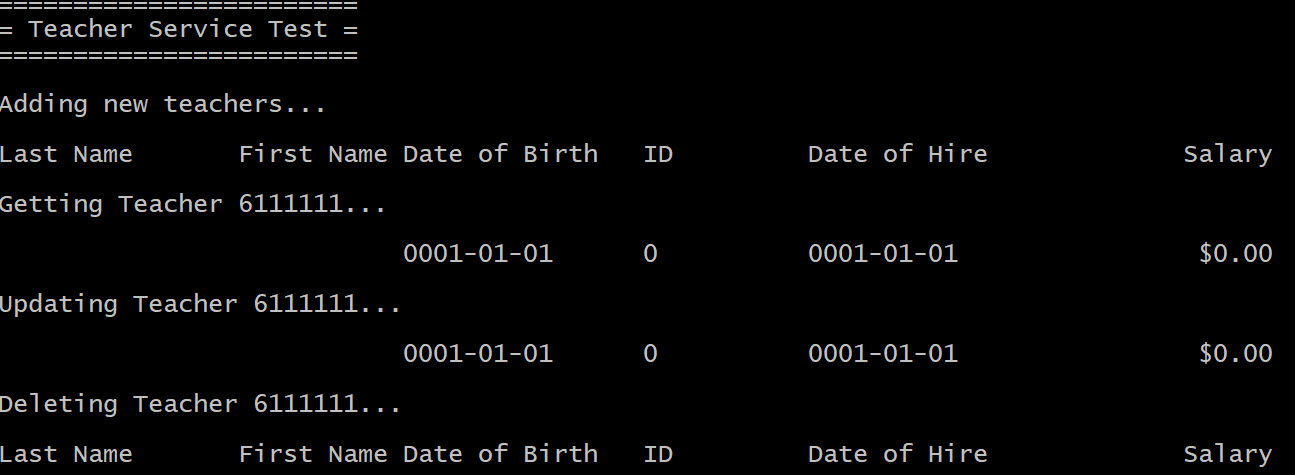 ========================
= Teacher Service Test =
========================
Adding new teachers...
Last Name       First Name Date of Birth   ID         Date of Hire             Salary
Getting Teacher 6111111...
                           0001-01-01      0          0001-01-01                $0.00
Updating Teacher 6111111...
                           0001-01-01      0          0001-01-01                $0.00
Deleting Teacher 6111111...
Last Name       First Name Date of Birth   ID         Date of Hire             Salary